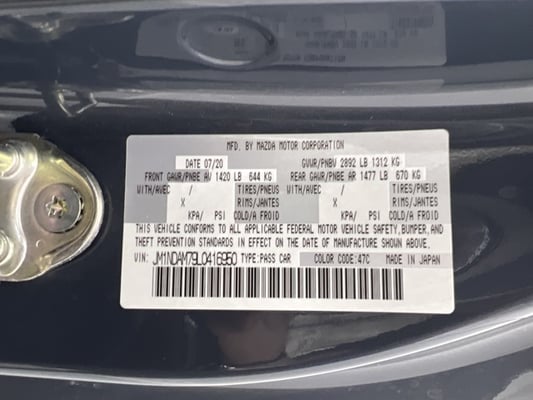 MFD. BY MAZDA MOTOR CORPORATION
DATE 07/20 GVWR/PNBV 2892 LB 1312 KG
FRONT GAWR/PNBE AV 1420 LB 644 KG REAR GAWR/PNBE AR 1477 LB 670 KG
WITH/AVEC / TIRES/PNEUS WITH/AVEC / TIRES/PNEUS
X RIMS/JANTES X RIMS/JANTES
KPA/ PSI COLD/A FROID KPA/ PSI COLD/A FROID
THIS VEHICLE CONFORMS TO ALL APPLICABLE FEDERAL MOTOR VEHICLE SAFETY, BUMPER, AND
THEFT PREVENTION STANDARDS IN EFFECT ON THE DATE OF MANUFACTURE SHOWN ABOVE.
VIN: JM1NDAM79L0416950 TYPE: PASS CAR COLOR CODE: 47C MADE IN JAPAN